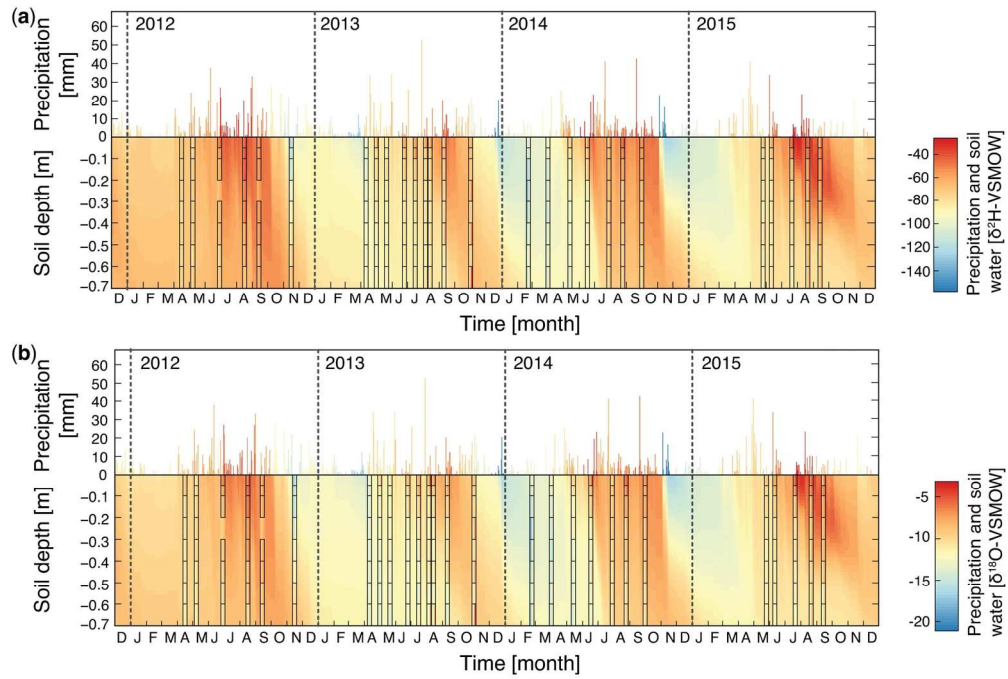 (a)
2012 2013 2014 2015
Precipitation
[mm]
60
50
40
30
20
10
0
Soil depth [m]
−0.1
−0.2
−0.3
−0.4
−0.5
−0.6
−0.7
D J F M A M J J A S O N D J F M A M J J A S O N D J F M A M J J A S O N D J F M A M J J A S O N D
Time [month]
−40
−60
−80
−100
−120
−140
Precipitation and soil
water [δ²H-VSMOW]
(b)
2012 2013 2014 2015
Precipitation
[mm]
60
50
40
30
20
10
0
Soil depth [m]
−0.1
−0.2
−0.3
−0.4
−0.5
−0.6
−0.7
D J F M A M J J A S O N D J F M A M J J A S O N D J F M A M J J A S O N D J F M A M J J A S O N D
Time [month]
−5
−10
−15
−20
Precipitation and soil
water [δ¹⁸O-VSMOW]